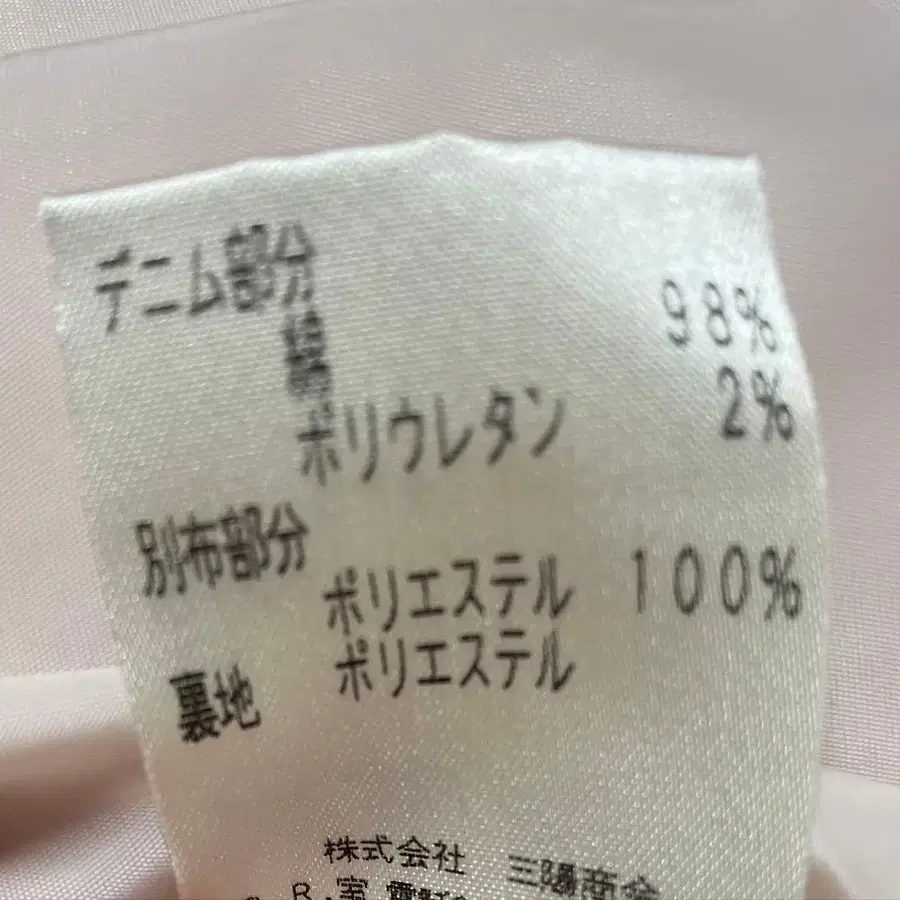 デニム部分
綿 98%
ポリウレタン 2%
別布部分
ポリエステル 100%
裏地 ポリエステル
株式会社 三陽商会